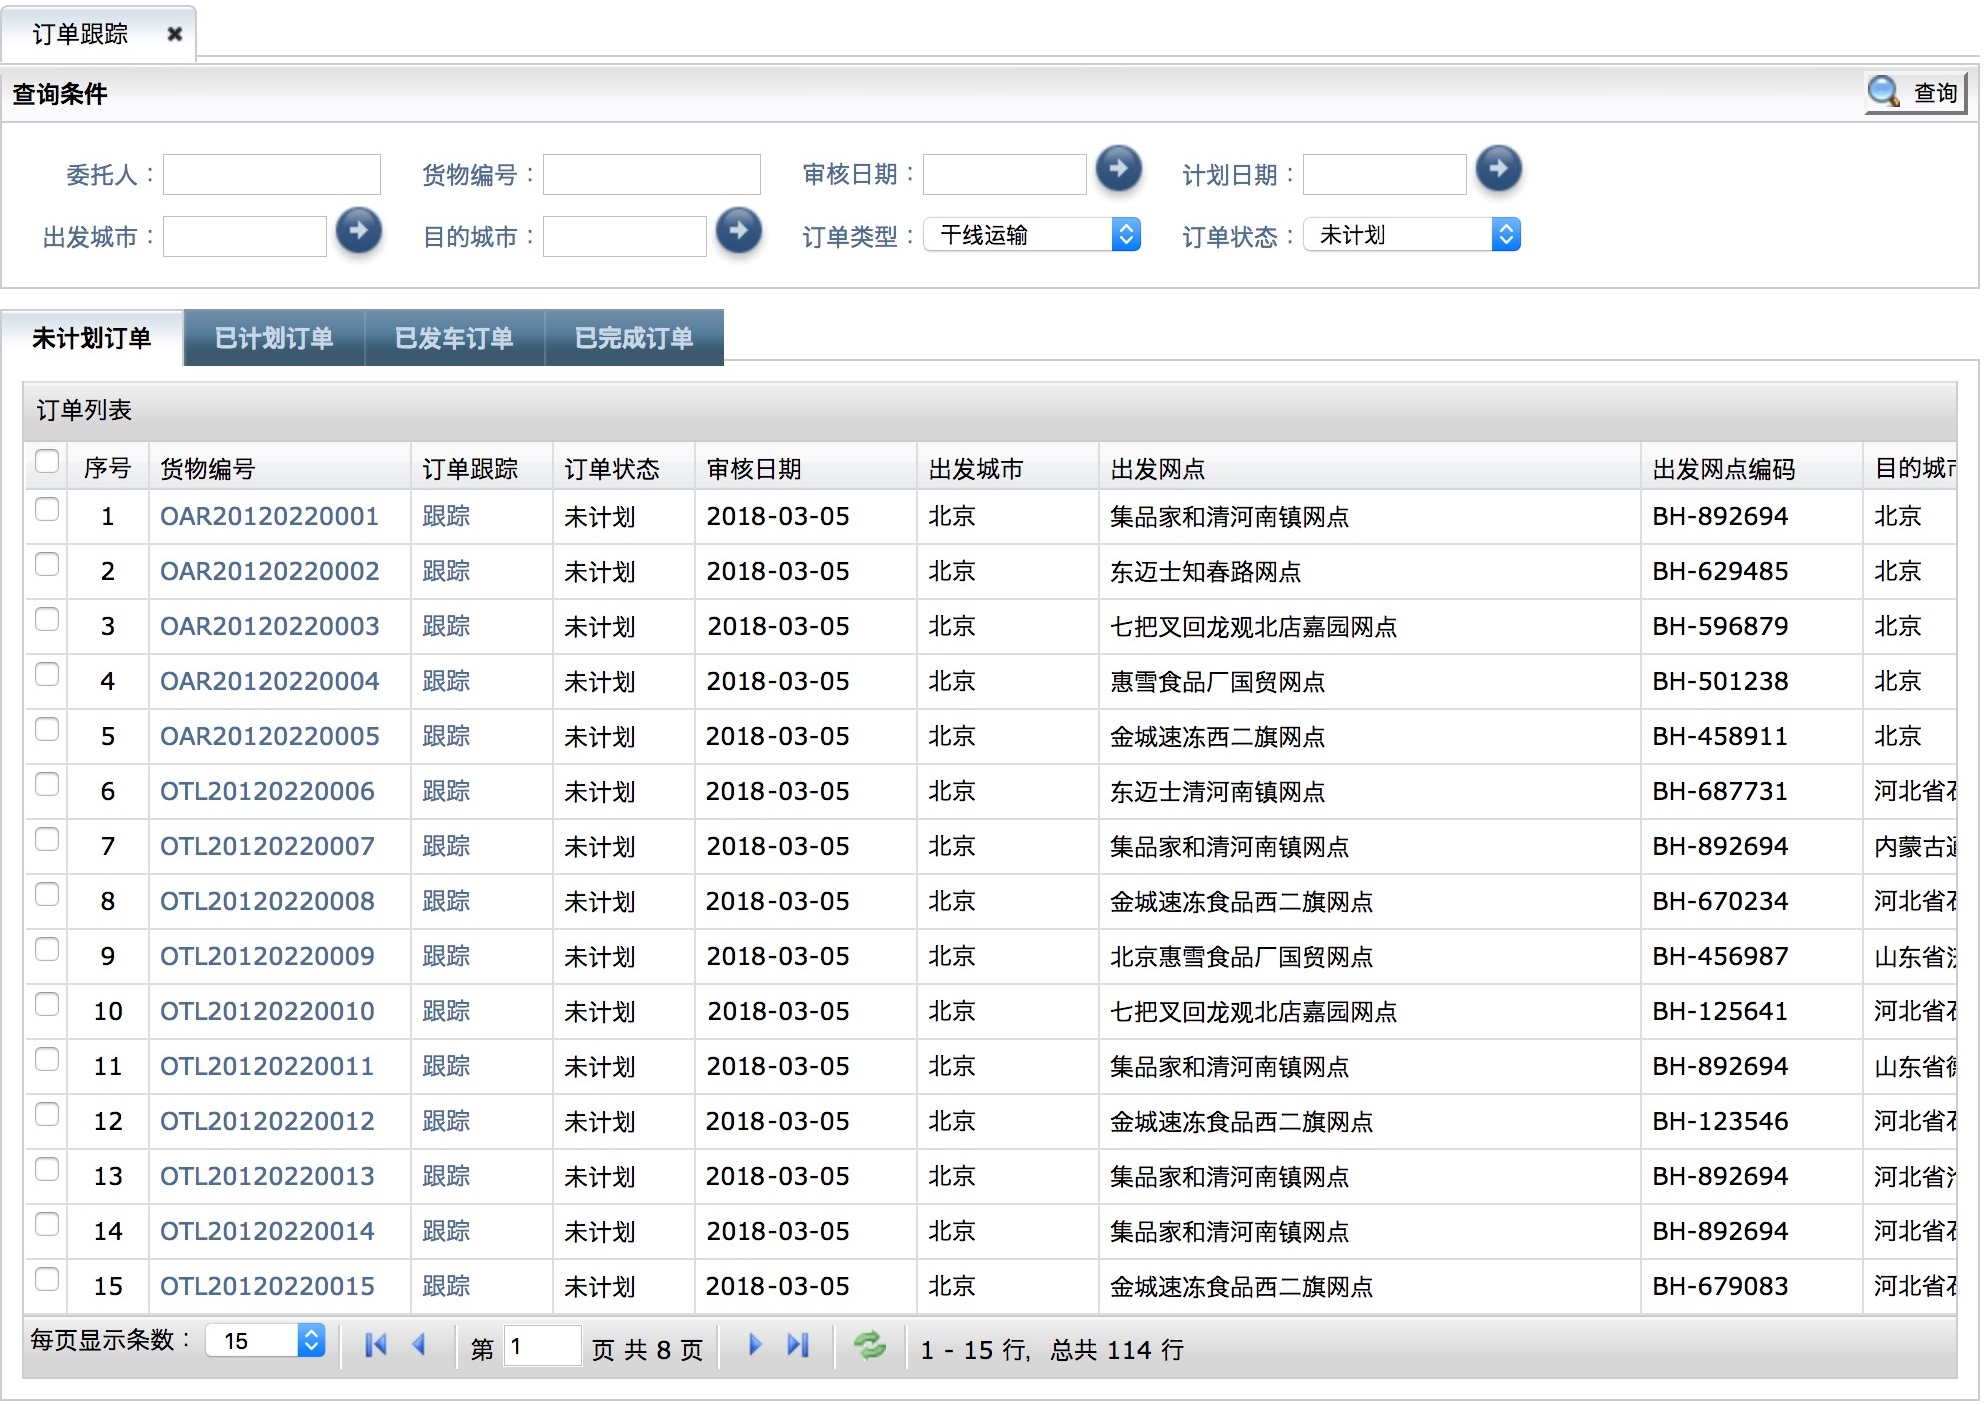 订单跟踪
查询条件 查询
委托人： 货物编号： 审核日期： 计划日期：
出发城市： 目的城市： 订单类型： 干线运输 订单状态： 未计划
未计划订单 已计划订单 已发车订单 已完成订单
订单列表
序号 货物编号 订单跟踪 订单状态 审核日期 出发城市 出发网点 出发网点编码 目的城市
1 OAR20120220001 跟踪 未计划 2018-03-05 北京 集品家和清河南镇网点 BH-892694 北京
2 OAR20120220002 跟踪 未计划 2018-03-05 北京 东迈士知春路网点 BH-629485 北京
3 OAR20120220003 跟踪 未计划 2018-03-05 北京 七把叉回龙观北店嘉园网点 BH-596879 北京
4 OAR20120220004 跟踪 未计划 2018-03-05 北京 惠雪食品厂国贸网点 BH-501238 北京
5 OAR20120220005 跟踪 未计划 2018-03-05 北京 金城速冻西二旗网点 BH-458911 北京
6 OTL20120220006 跟踪 未计划 2018-03-05 北京 东迈士清河南镇网点 BH-687731 河北省
7 OTL20120220007 跟踪 未计划 2018-03-05 北京 集品家和清河南镇网点 BH-892694 内蒙古
8 OTL20120220008 跟踪 未计划 2018-03-05 北京 金城速冻食品西二旗网点 BH-670234 河北省
9 OTL20120220009 跟踪 未计划 2018-03-05 北京 北京惠雪食品厂国贸网点 BH-456987 山东省
10 OTL20120220010 跟踪 未计划 2018-03-05 北京 七把叉回龙观北店嘉园网点 BH-125641 河北省
11 OTL20120220011 跟踪 未计划 2018-03-05 北京 集品家和清河南镇网点 BH-892694 山东省
12 OTL20120220012 跟踪 未计划 2018-03-05 北京 金城速冻食品西二旗网点 BH-123546 河北省
13 OTL20120220013 跟踪 未计划 2018-03-05 北京 集品家和清河南镇网点 BH-892694 河北省
14 OTL20120220014 跟踪 未计划 2018-03-05 北京 集品家和清河南镇网点 BH-892694 河北省
15 OTL20120220015 跟踪 未计划 2018-03-05 北京 金城速冻食品西二旗网点 BH-679083 河北省
每页显示条数： 15 第 1 页 共 8 页 1 - 15 行, 总共 114 行